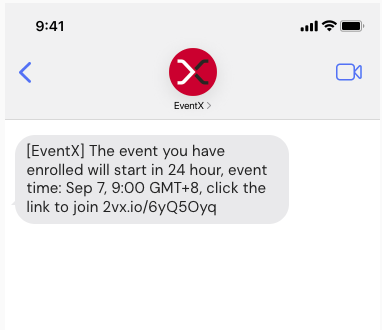 9:41
EventX
[EventX] The event you have
enrolled will start in 24 hour, event
time: Sep 7, 9:00 GMT+8, click the
link to join 2vx.io/6yQ5Oyq